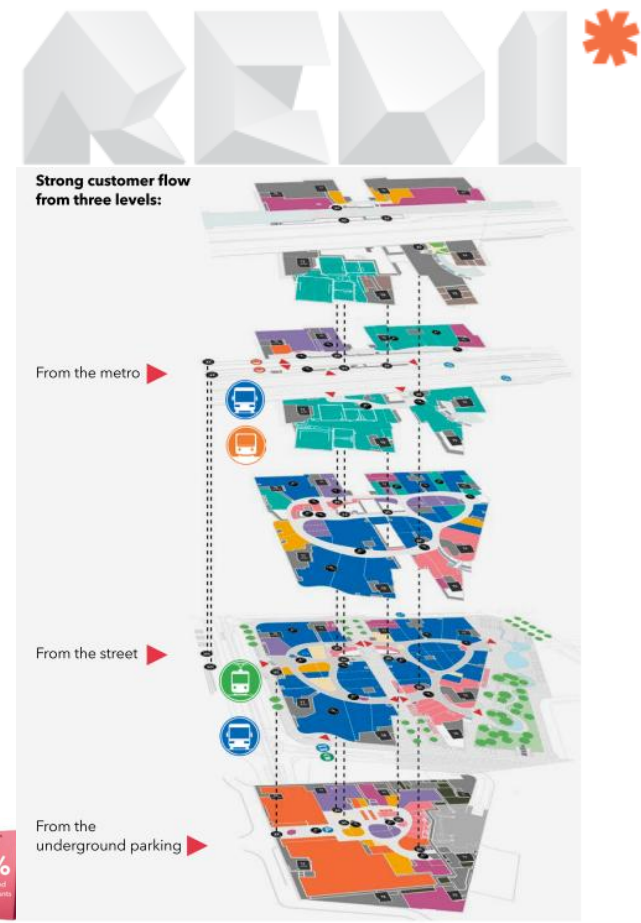 REDI
Strong customer flow
from three levels:
From the metro
From the street
From the
underground parking
%